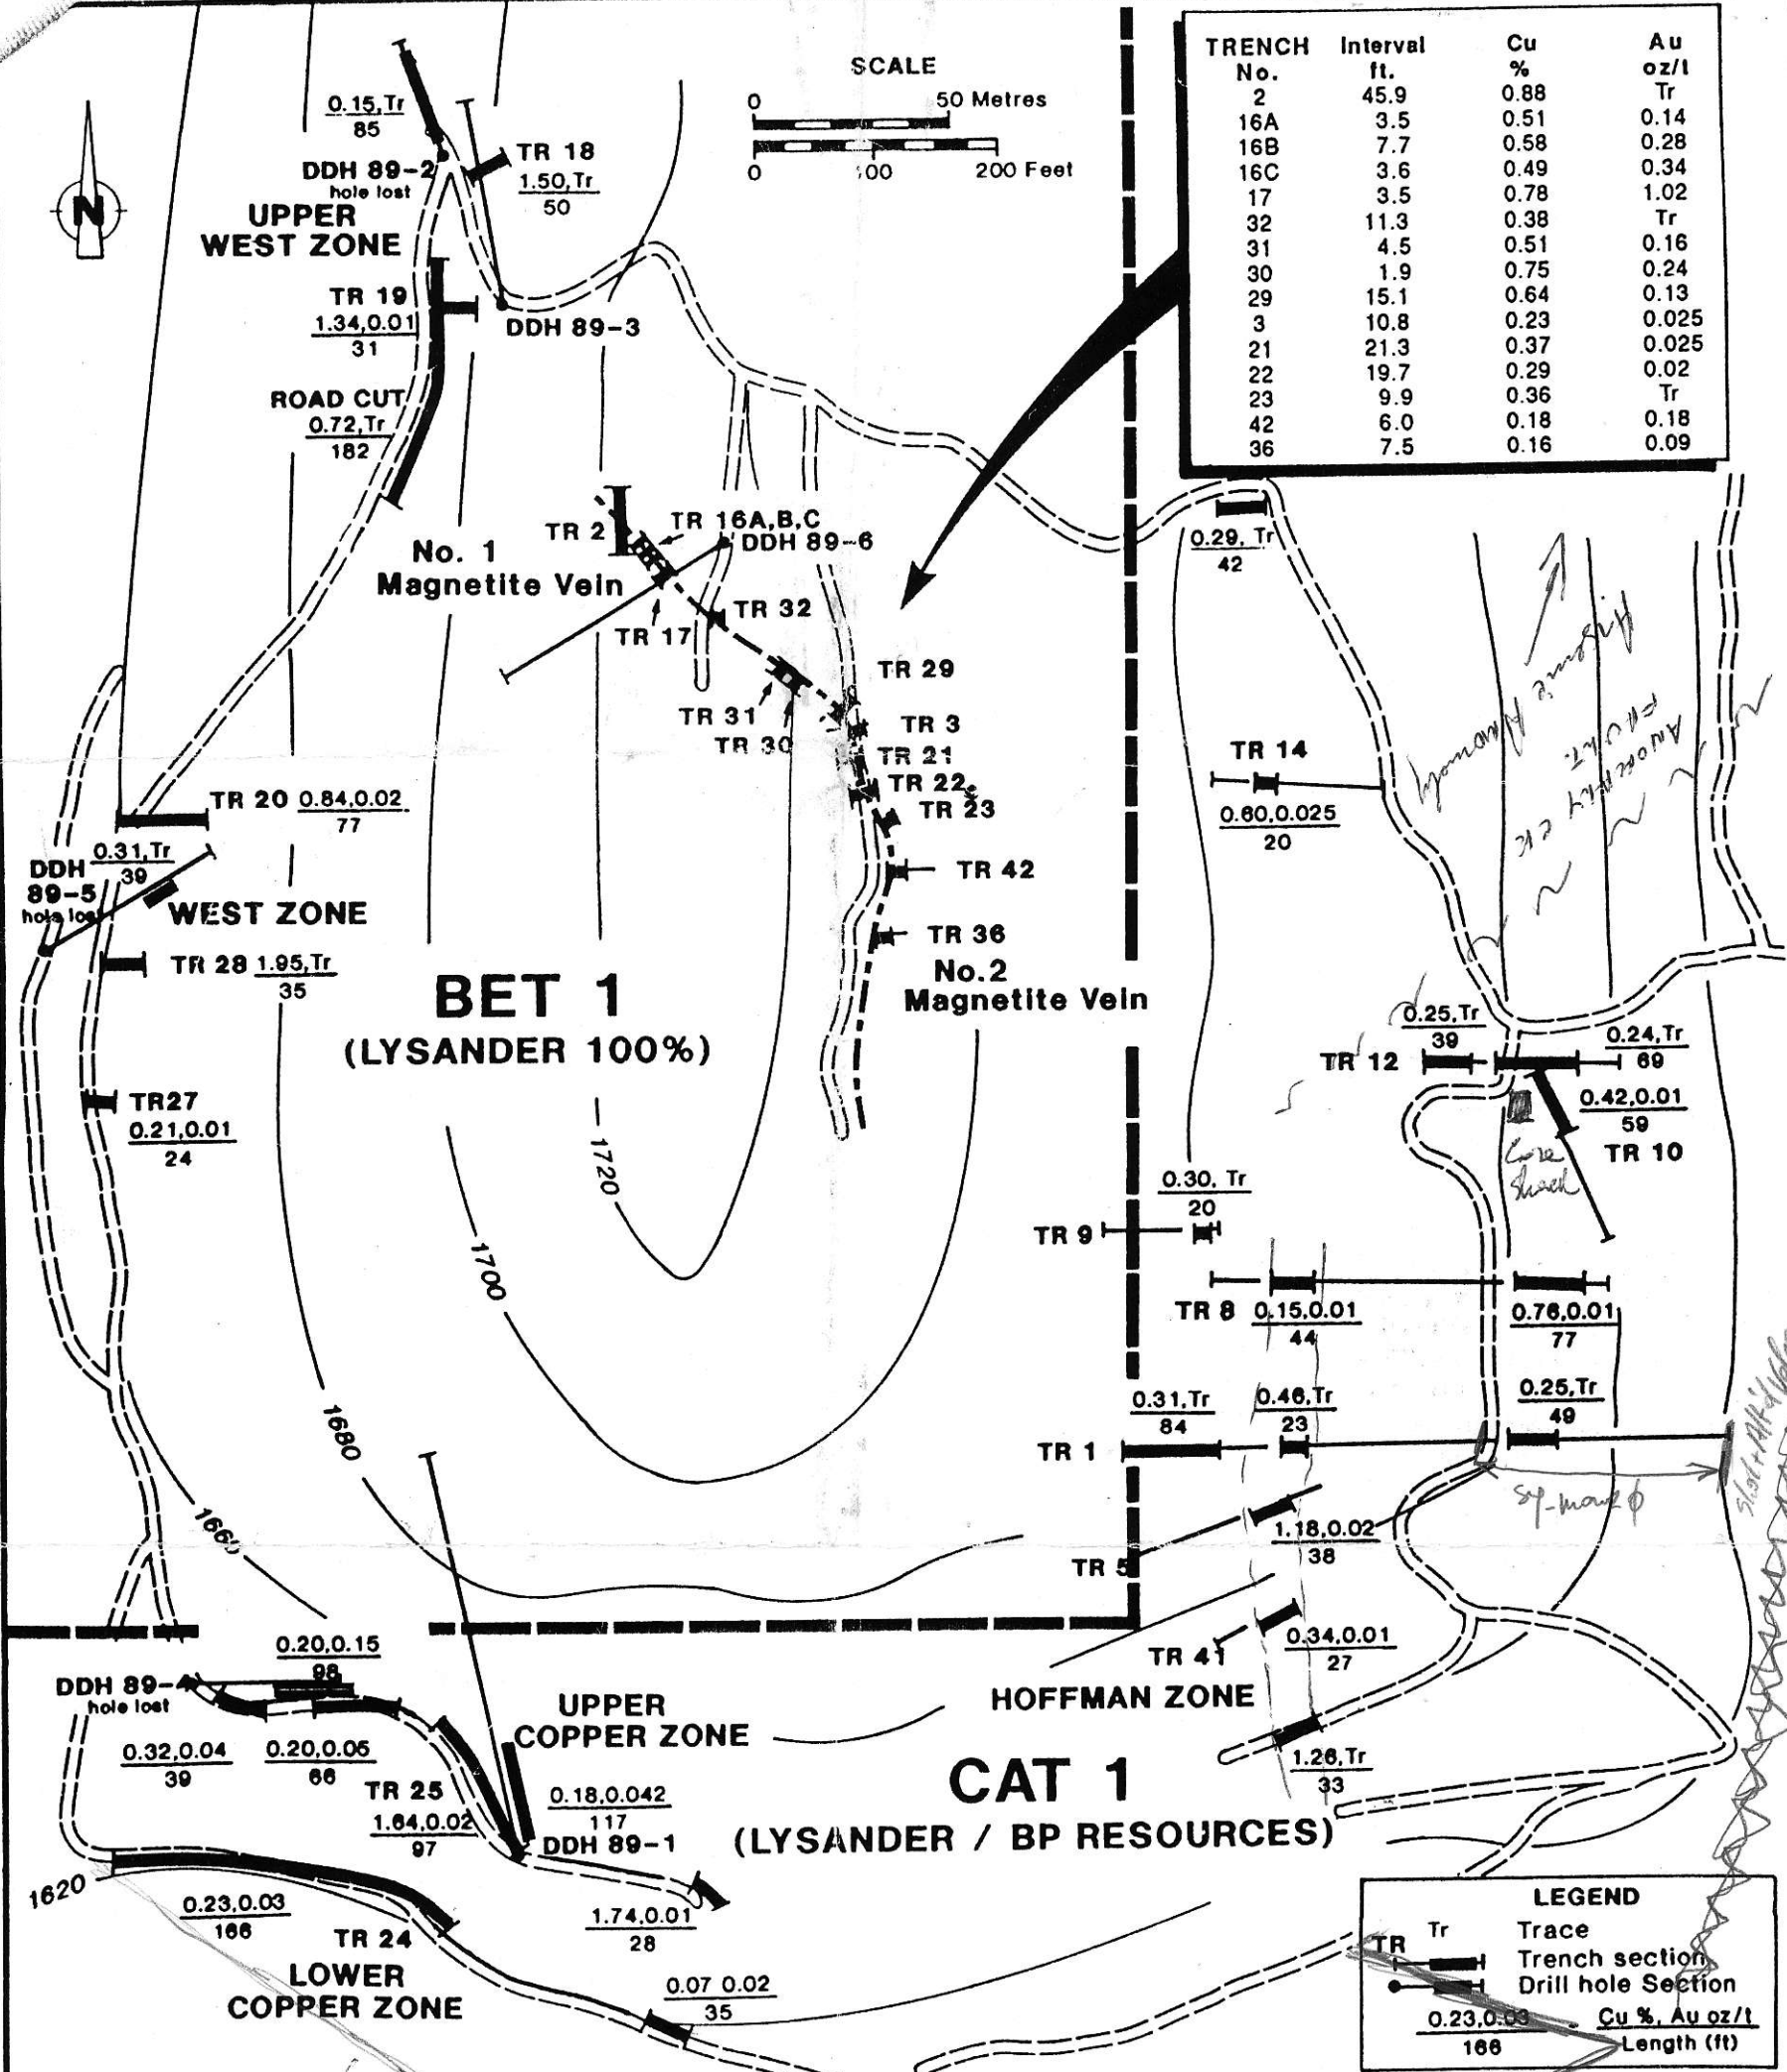 SCALE
0 50 Metres
0 100 200 Feet
TRENCH Interval Cu Au
No. ft. % oz/t
2 45.9 0.88 Tr
16A 3.5 0.51 0.14
16B 7.7 0.58 0.28
16C 3.6 0.49 0.34
17 3.5 0.78 1.02
32 11.3 0.38 Tr
31 4.5 0.51 0.16
30 1.9 0.75 0.24
29 15.1 0.64 0.13
3 10.8 0.23 0.025
21 21.3 0.37 0.025
22 19.7 0.29 0.02
23 9.9 0.36 Tr
42 6.0 0.18 0.18
36 7.5 0.16 0.09
N
0.15,Tr
85
DDH 89-2
hole lost
UPPER
WEST ZONE
TR 18
1.50,Tr
50
TR 19
1.34,0.01
31
DDH 89-3
ROAD CUT
0.72,Tr
182
TR 2
TR 16A,B,C
DDH 89-6
No. 1
Magnetite Vein
TR 17
TR 32
TR 31
TR 30
TR 29
TR 3
TR 21
TR 22
TR 23
TR 42
TR 36
No.2
Magnetite Vein
0.29, Tr
42
TR 14
0.60,0.025
20
TR 20 0.84,0.02
77
0.31,Tr
39
DDH
89-5
hole lost
WEST ZONE
TR 28 1.95,Tr
35
BET 1
(LYSANDER 100%)
TR27
0.21,0.01
24
1720
1700
1680
1660
0.25,Tr
39
TR 12
0.24,Tr
69
0.42,0.01
59
TR 10
Core
Shack
0.30, Tr
20
TR 9
TR 8
0.15,0.01
44
0.76,0.01
77
0.31,Tr
84
0.46,Tr
23
0.25,Tr
49
TR 1
1.18,0.02
38
TR 5
TR 41
0.34,0.01
27
HOFFMAN ZONE
1.26,Tr
33
0.20,0.15
98
DDH 89-
hole lost
0.32,0.04
39
0.20,0.05
66
UPPER
COPPER ZONE
TR 25
1.64,0.02
97
0.18,0.042
117
DDH 89-1
CAT 1
(LYSANDER / BP RESOURCES)
1620
0.23,0.03
166
TR 24
LOWER
COPPER ZONE
1.74,0.01
28
0.07 0.02
35
LEGEND
Tr Trace
TR Trench section
Drill hole Section
0.23,0.03 Cu %, Au oz/t
166 Length (ft)